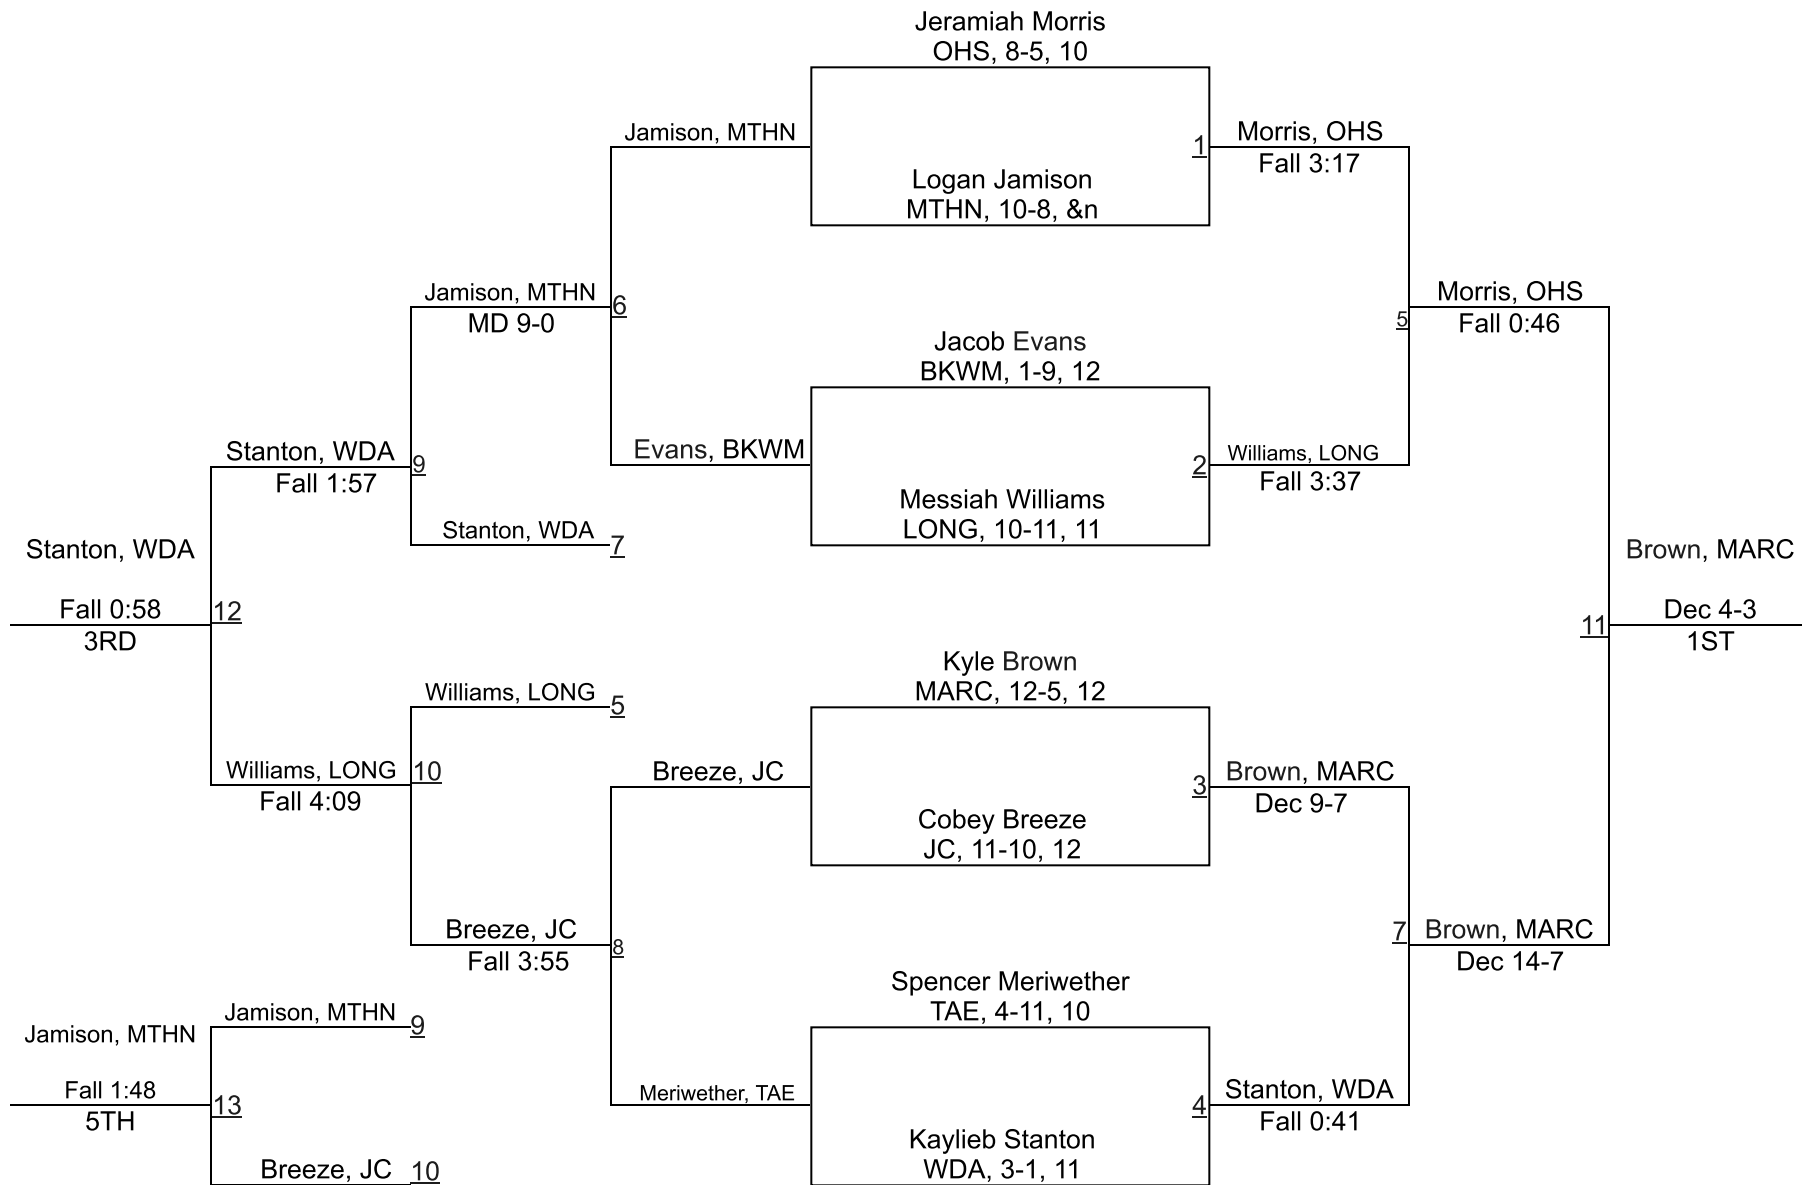 Jeramiah Morris
OHS, 8-5, 10
Jamison, MTHN
1
Morris, OHS
Fall 3:17
Logan Jamison
MTHN, 10-8, &n
Jamison, MTHN
MD 9-0
6
Morris, OHS
Fall 0:46
5
Jacob Evans
BKWM, 1-9, 12
Evans, BKWM
2
Williams, LONG
Fall 3:37
Messiah Williams
LONG, 10-11, 11
Stanton, WDA
Fall 1:57
9
Stanton, WDA
7
Stanton, WDA
Fall 0:58
3RD
12
Brown, MARC
Dec 4-3
1ST
11
Kyle Brown
MARC, 12-5, 12
Williams, LONG
5
Williams, LONG
Fall 4:09
10
Breeze, JC
3
Brown, MARC
Dec 9-7
Cobey Breeze
JC, 11-10, 12
Breeze, JC
Fall 3:55
8
7
Brown, MARC
Dec 14-7
Spencer Meriwether
TAE, 4-11, 10
Jamison, MTHN
9
Jamison, MTHN
Fall 1:48
5TH
13
Meriwether, TAE
4
Stanton, WDA
Fall 0:41
Kaylieb Stanton
WDA, 3-1, 11
Breeze, JC
10